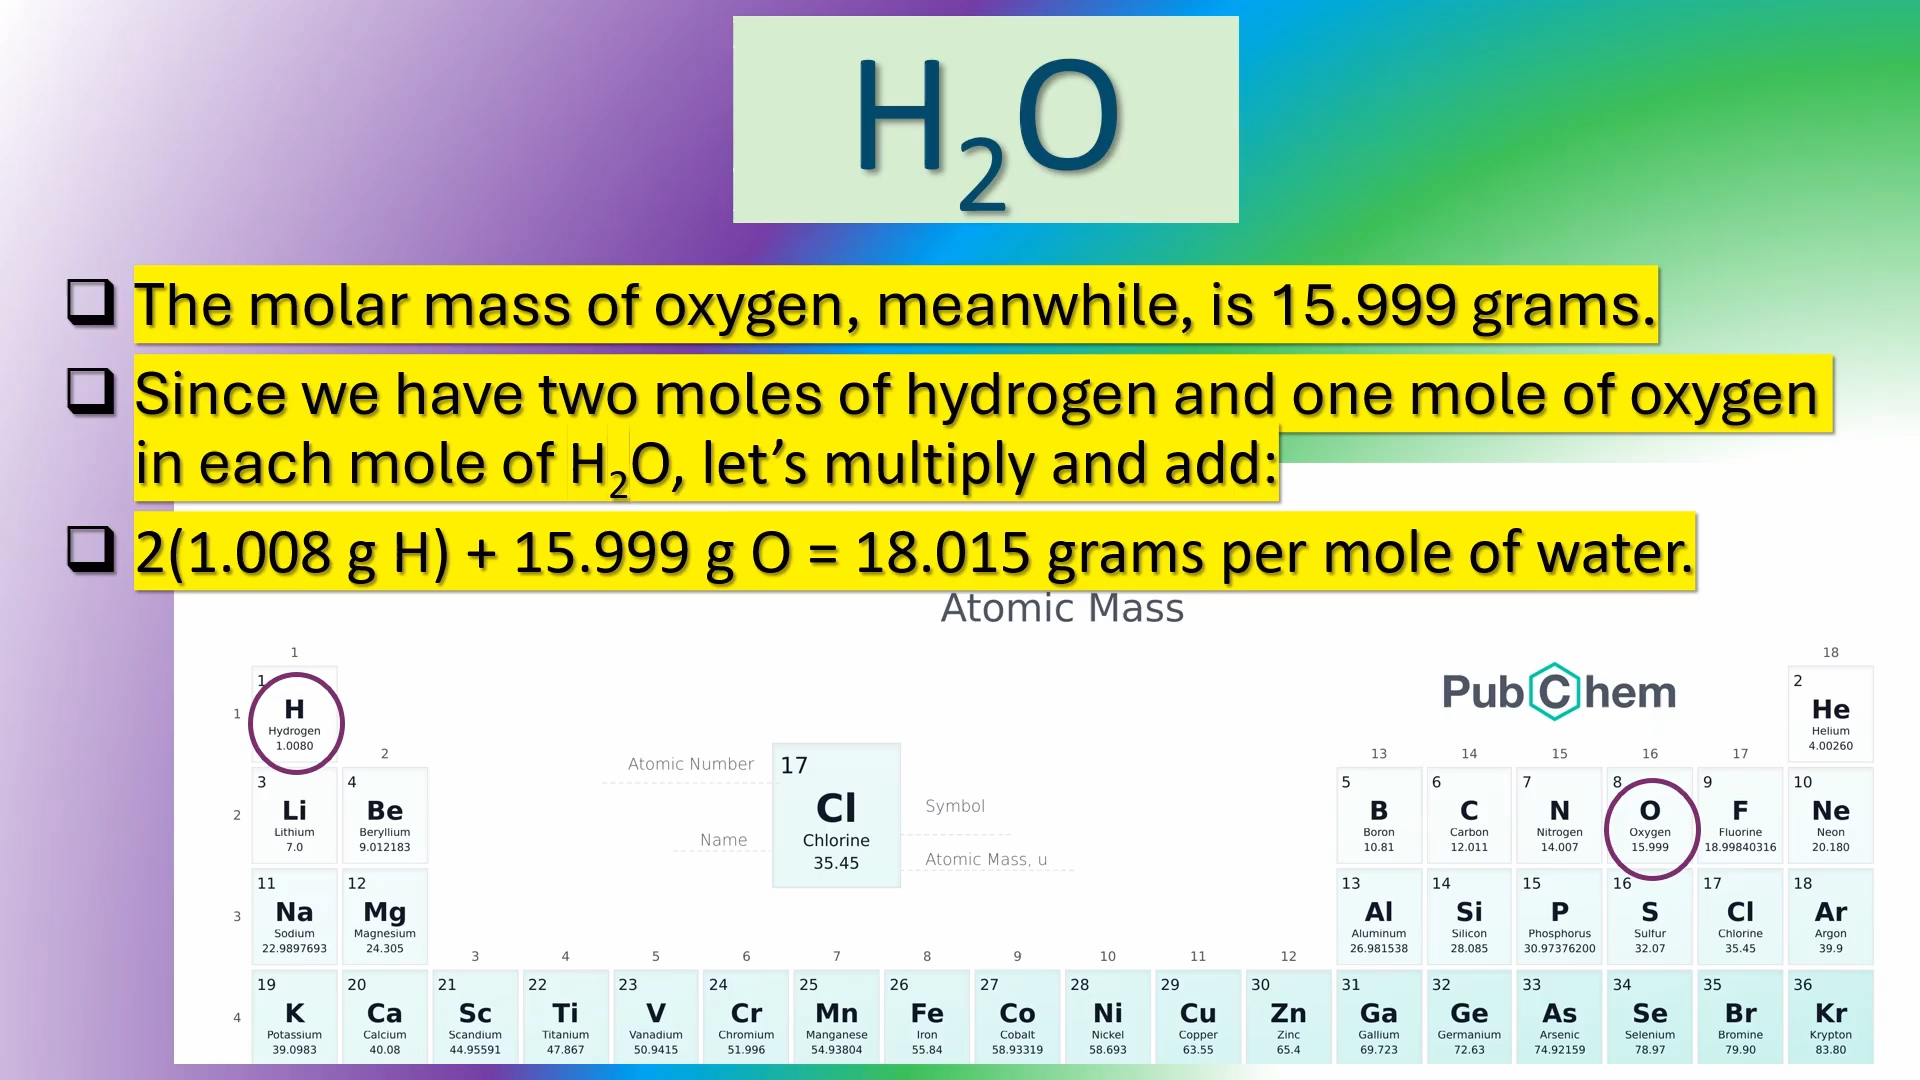 H₂O
❑ The molar mass of oxygen, meanwhile, is 15.999 grams.
❑ Since we have two moles of hydrogen and one mole of oxygen
in each mole of H₂O, let’s multiply and add:
❑ 2(1.008 g H) + 15.999 g O = 18.015 grams per mole of water.
Atomic Mass
1 18
PubChem
1 1 H Hydrogen 1.0080
2 He Helium 4.00260
2 13 14 15 16 17
2 3 Li Lithium 7.0
4 Be Beryllium 9.012183
Atomic Number
Name
17
Cl
Chlorine
35.45
Symbol
Atomic Mass, u
5 B Boron 10.81
6 C Carbon 12.011
7 N Nitrogen 14.007
8 O Oxygen 15.999
9 F Fluorine 18.99840316
10 Ne Neon 20.180
3 11 Na Sodium 22.9897693
12 Mg Magnesium 24.305
13 Al Aluminum 26.981538
14 Si Silicon 28.085
15 P Phosphorus 30.97376200
16 S Sulfur 32.07
17 Cl Chlorine 35.45
18 Ar Argon 39.9
3 4 5 6 7 8 9 10 11 12
4 19 K Potassium 39.0983
20 Ca Calcium 40.08
21 Sc Scandium 44.95591
22 Ti Titanium 47.867
23 V Vanadium 50.9415
24 Cr Chromium 51.996
25 Mn Manganese 54.93804
26 Fe Iron 55.84
27 Co Cobalt 58.93319
28 Ni Nickel 58.693
29 Cu Copper 63.55
30 Zn Zinc 65.4
31 Ga Gallium 69.723
32 Ge Germanium 72.63
33 As Arsenic 74.92159
34 Se Selenium 78.97
35 Br Bromine 79.90
36 Kr Krypton 83.80